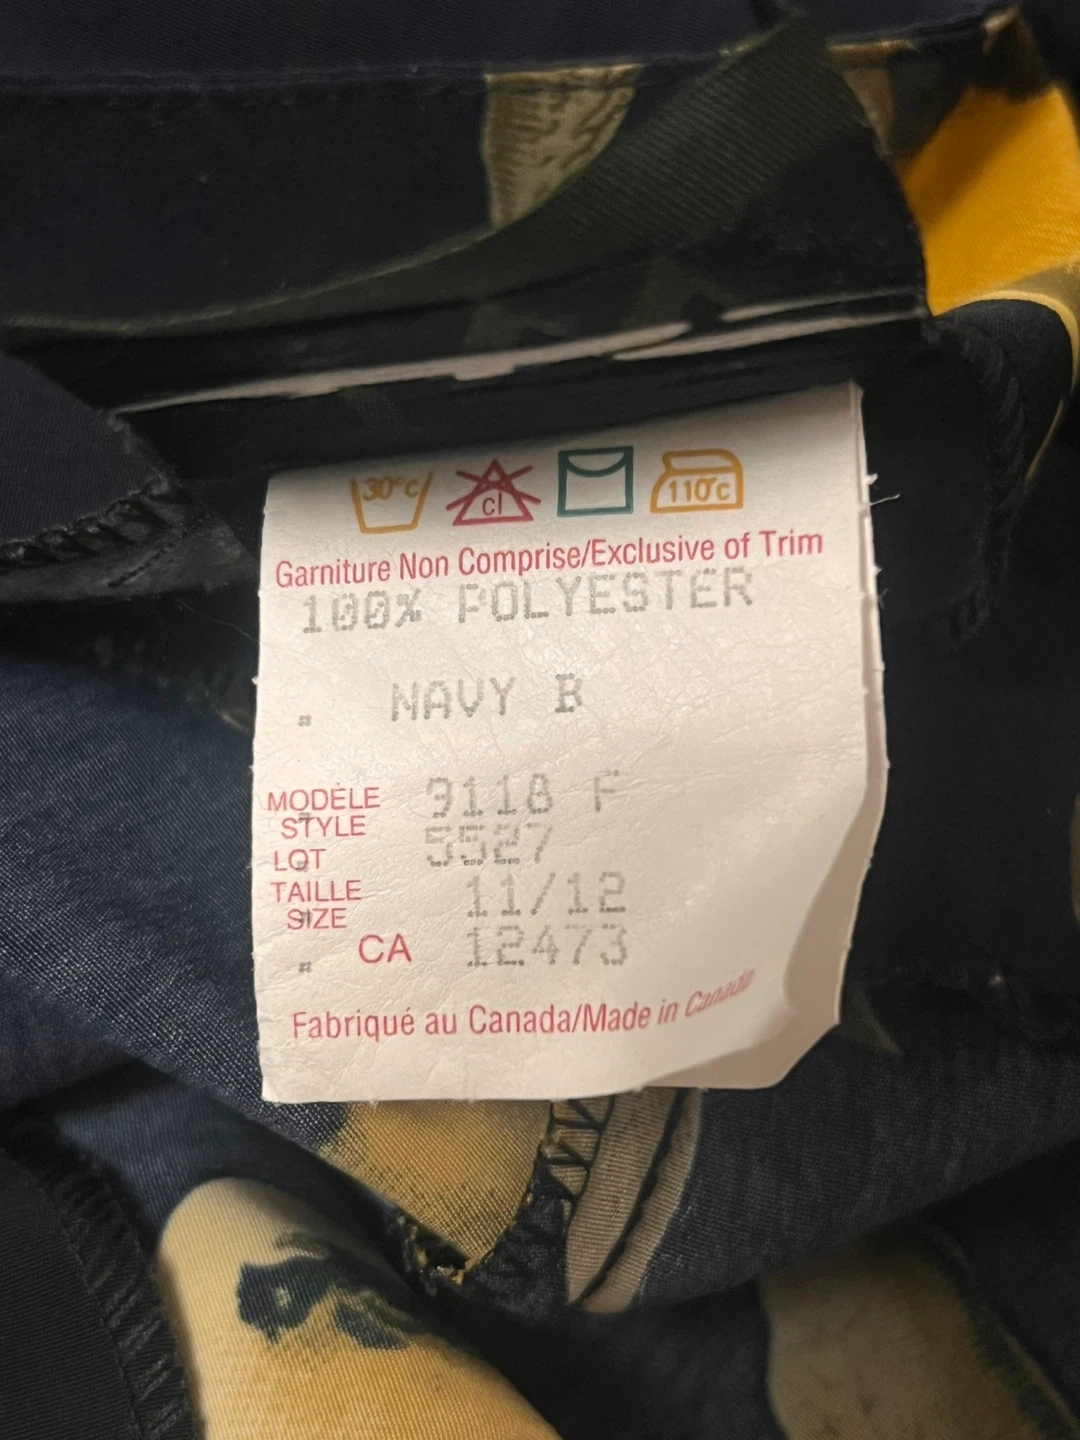 30°C cl 110°C
Garniture Non Comprise/Exclusive of Trim
100% POLYESTER
NAVY B
MODÈLE 9118 F
STYLE
LOT 5527
TAILLE 11/12
SIZE
CA 12473
Fabriqué au Canada/Made in Canada